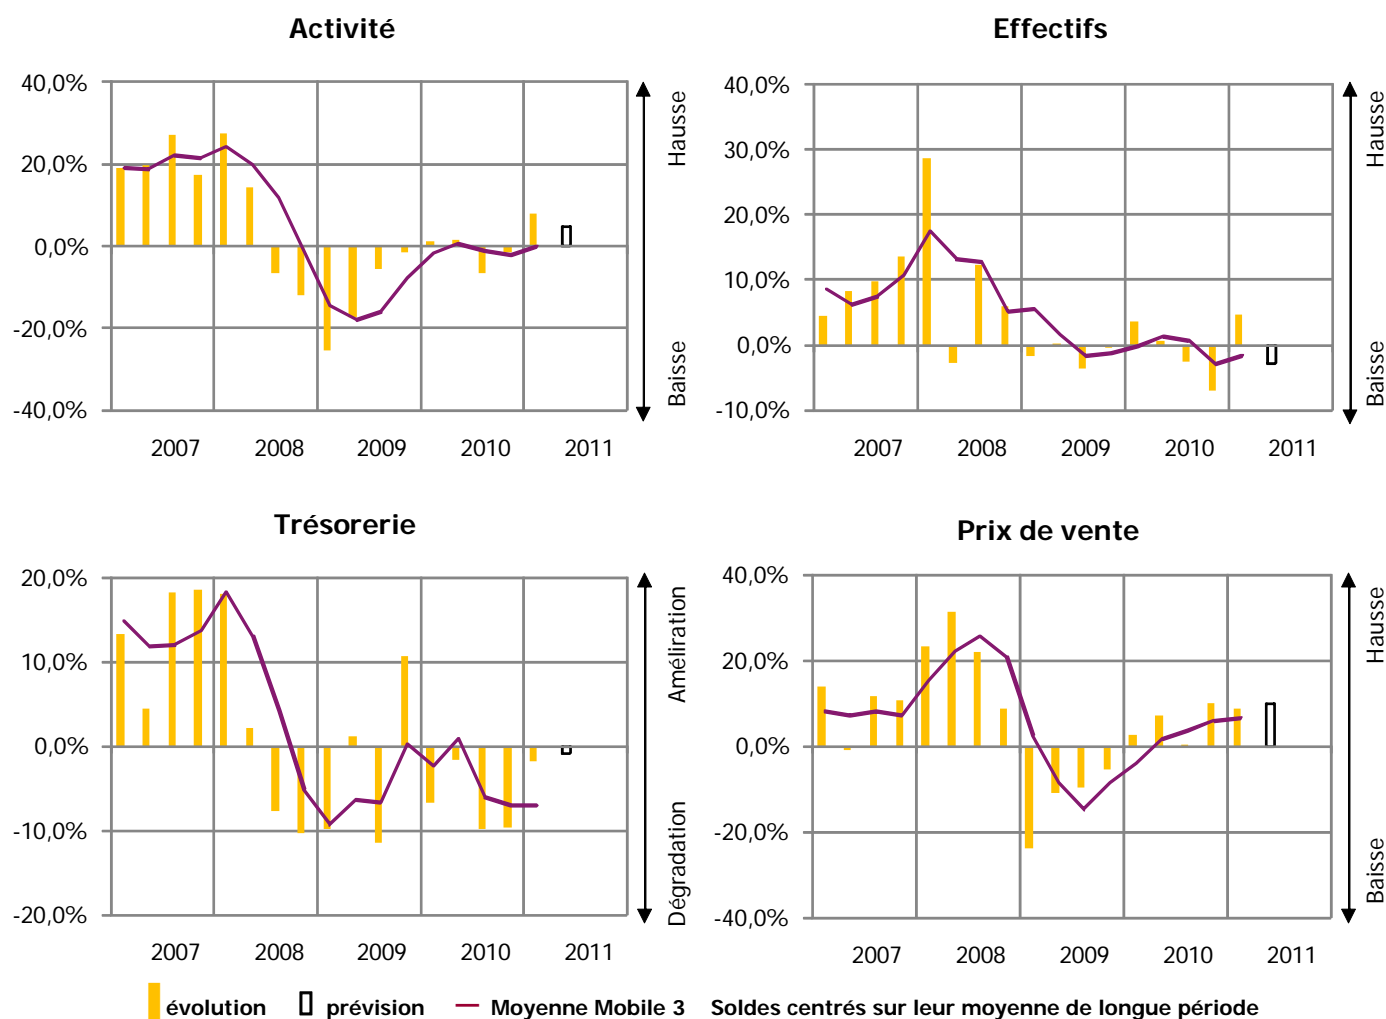 Activité
40,0%
20,0%
0,0%
-20,0%
-40,0%
2007 2008 2009 2010 2011
Hausse
Baisse
Effectifs
40,0%
30,0%
20,0%
10,0%
0,0%
-10,0%
2007 2008 2009 2010 2011
Hausse
Baisse
Trésorerie
20,0%
10,0%
0,0%
-10,0%
-20,0%
2007 2008 2009 2010 2011
Améliration
Dégradation
Prix de vente
40,0%
20,0%
0,0%
-20,0%
-40,0%
2007 2008 2009 2010 2011
Hausse
Baisse
évolution prévision Moyenne Mobile 3 Soldes centrés sur leur moyenne de longue période